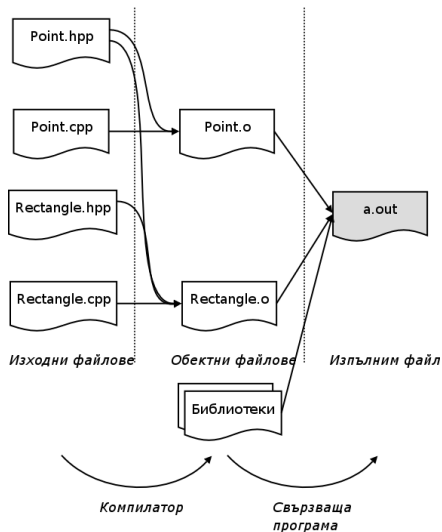 Point.hpp
Point.cpp
Point.o
Rectangle.hpp
a.out
Rectangle.cpp
Rectangle.o
Изходни файлове
Обектни файлове
Изпълним файл
Библиотеки
Компилатор
Свързваща
програма